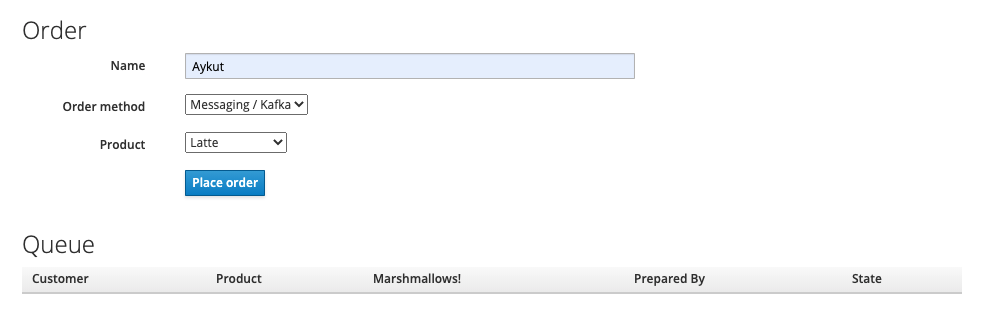 Order
Name Aykut
Order method Messaging / Kafka
Product Latte
Place order
Queue
Customer Product Marshmallows! Prepared By State